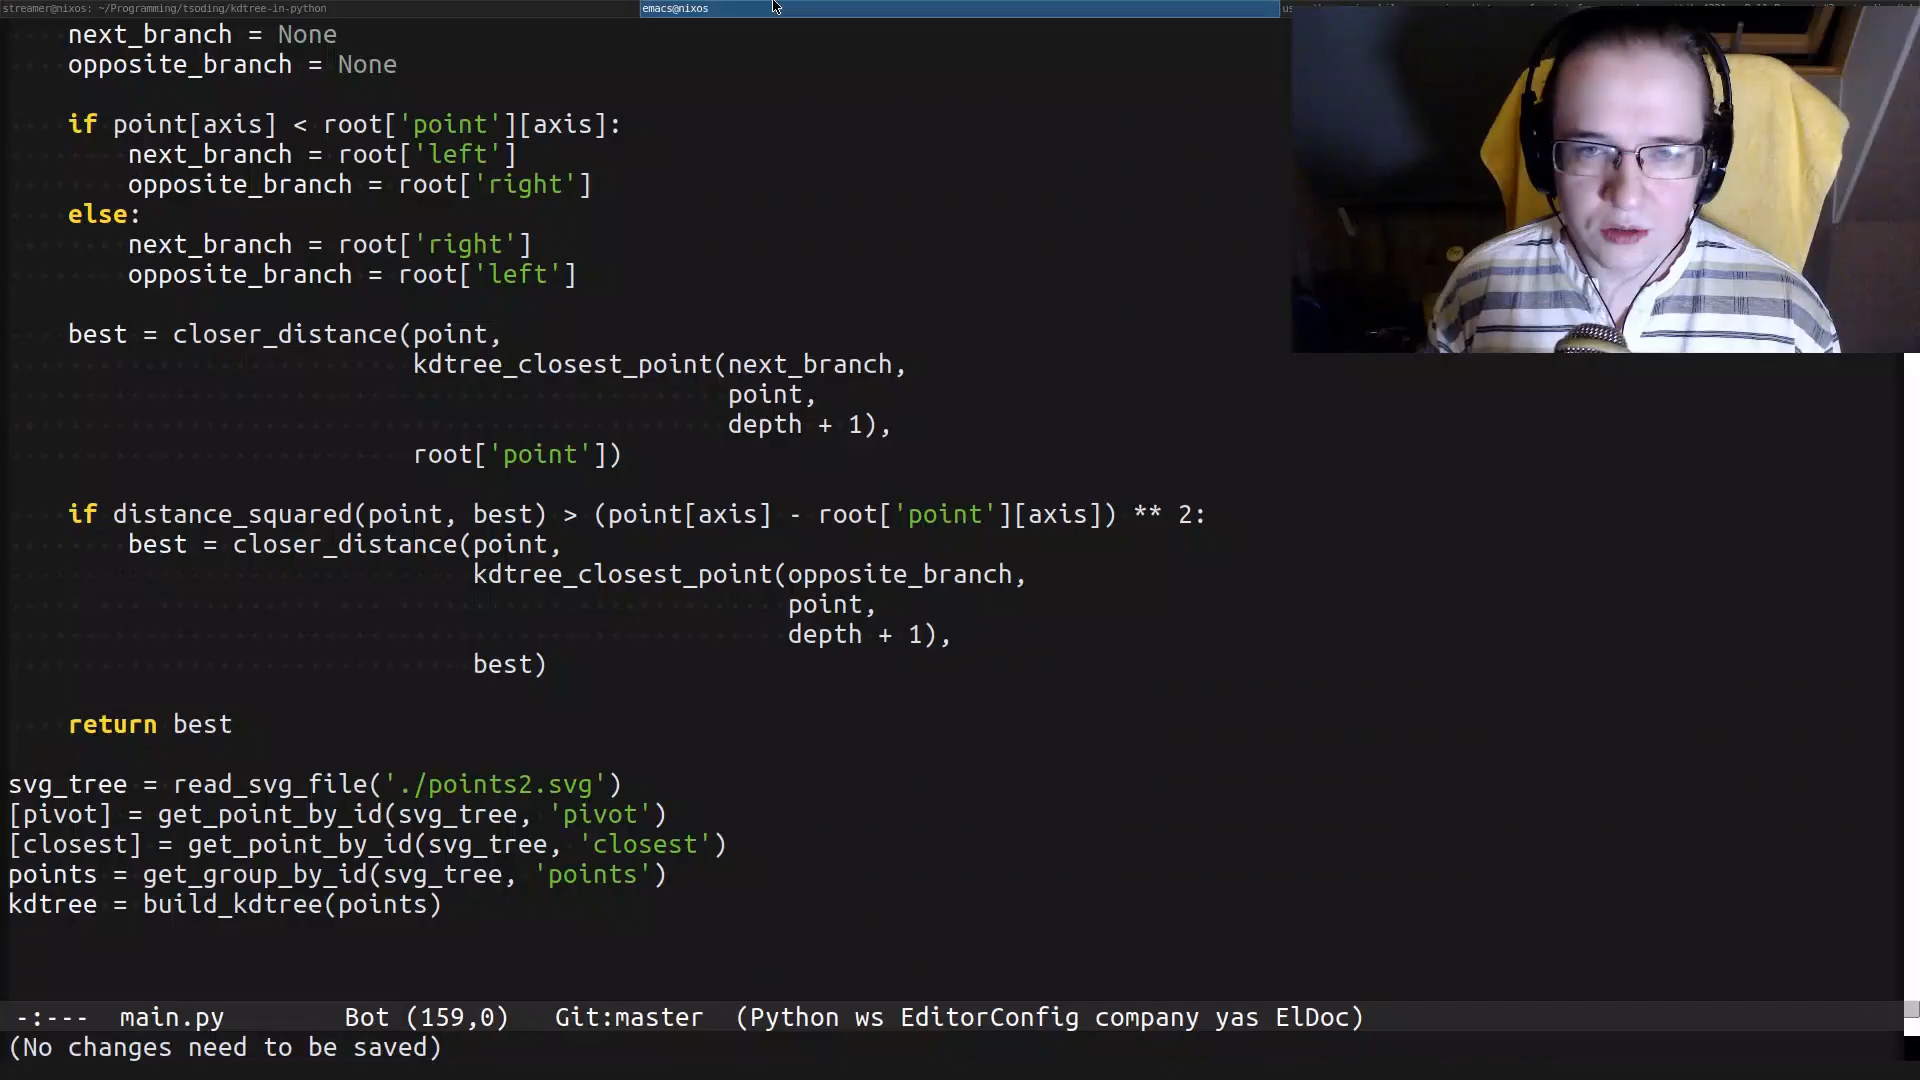 streamer@nixos: ~/Programming/tsoding/kdtree-in-python
emacs@nixos
next_branch = None
opposite_branch = None
if point[axis] < root['point'][axis]:
next_branch = root['left']
opposite_branch = root['right']
else:
next_branch = root['right']
opposite_branch = root['left']
best = closer_distance(point,
kdtree_closest_point(next_branch,
point,
depth + 1),
root['point'])
if distance_squared(point, best) > (point[axis] - root['point'][axis]) ** 2:
best = closer_distance(point,
kdtree_closest_point(opposite_branch,
point,
depth + 1),
best)
return best
svg_tree = read_svg_file('./points2.svg')
[pivot] = get_point_by_id(svg_tree, 'pivot')
[closest] = get_point_by_id(svg_tree, 'closest')
points = get_group_by_id(svg_tree, 'points')
kdtree = build_kdtree(points)
-:--- main.py Bot (159,0) Git:master (Python ws EditorConfig company yas ElDoc)
(No changes need to be saved)